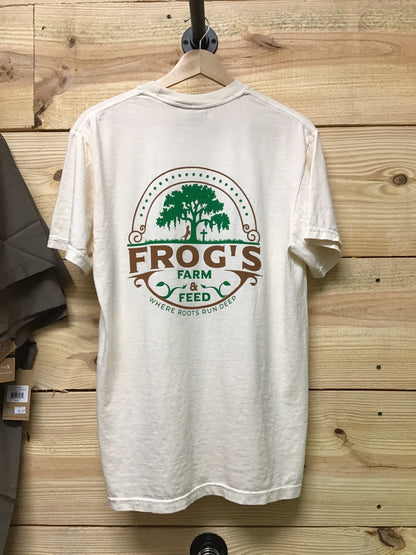 FROG'S
FARM
&
FEED
WHERE ROOTS RUN DEEP